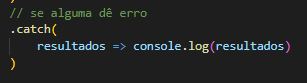 // se alguma dê erro
.catch(
resultados => console.log(resultados)
)